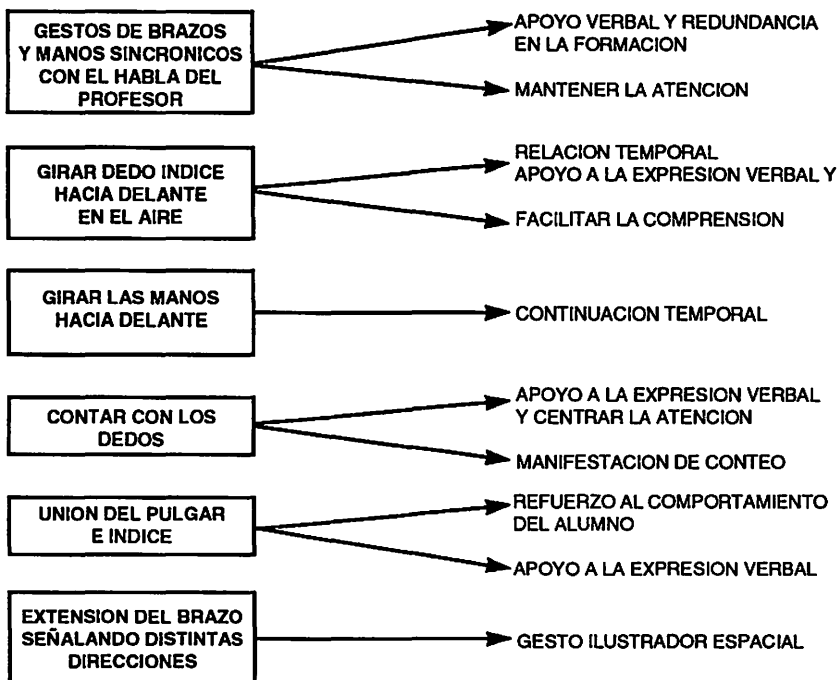 GESTOS DE BRAZOS
Y MANOS SINCRONICOS
CON EL HABLA DEL
PROFESOR
APOYO VERBAL Y REDUNDANCIA
EN LA FORMACION
MANTENER LA ATENCION
GIRAR DEDO INDICE
HACIA DELANTE
EN EL AIRE
RELACION TEMPORAL
APOYO A LA EXPRESION VERBAL Y
FACILITAR LA COMPRENSION
GIRAR LAS MANOS
HACIA DELANTE
CONTINUACION TEMPORAL
CONTAR CON LOS
DEDOS
APOYO A LA EXPRESION VERBAL
Y CENTRAR LA ATENCION
MANIFESTACION DE CONTEO
UNION DEL PULGAR
E INDICE
REFUERZO AL COMPORTAMIENTO
DEL ALUMNO
APOYO A LA EXPRESION VERBAL
EXTENSION DEL BRAZO
SEÑALANDO DISTINTAS
DIRECCIONES
GESTO ILUSTRADOR ESPACIAL